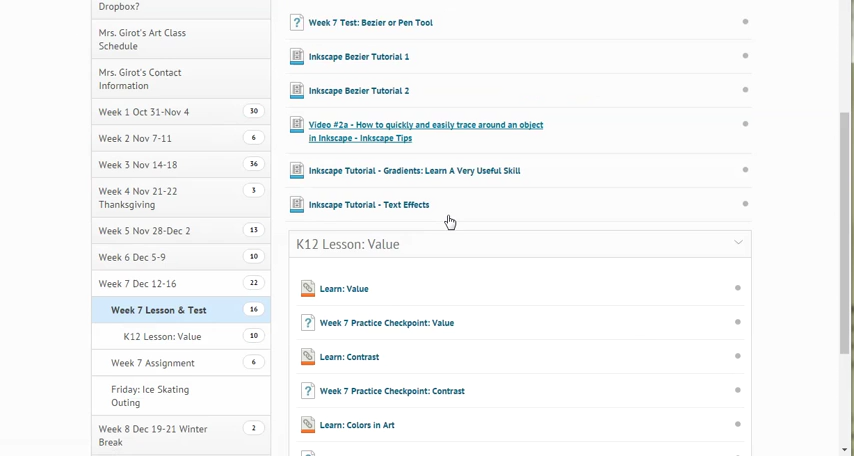 Dropbox?
Mrs. Girot's Art Class
Schedule
Mrs. Girot's Contact
Information
Week 1 Oct 31-Nov 4
30
Week 2 Nov 7-11
6
Week 3 Nov 14-18
36
Week 4 Nov 21-22
Thanksgiving
3
Week 5 Nov 28-Dec 2
13
Week 6 Dec 5-9
10
Week 7 Dec 12-16
22
Week 7 Lesson & Test
16
K12 Lesson: Value
10
Week 7 Assignment
6
Friday: Ice Skating
Outing
Week 8 Dec 19-21 Winter
Break
2
Week 7 Test: Bezier or Pen Tool
Inkscape Bezier Tutorial 1
Inkscape Bezier Tutorial 2
Video #2a - How to quickly and easily trace around an object
in Inkscape - Inkscape Tips
Inkscape Tutorial - Gradients: Learn A Very Useful Skill
Inkscape Tutorial - Text Effects
K12 Lesson: Value
Learn: Value
Week 7 Practice Checkpoint: Value
Learn: Contrast
Week 7 Practice Checkpoint: Contrast
Learn: Colors in Art